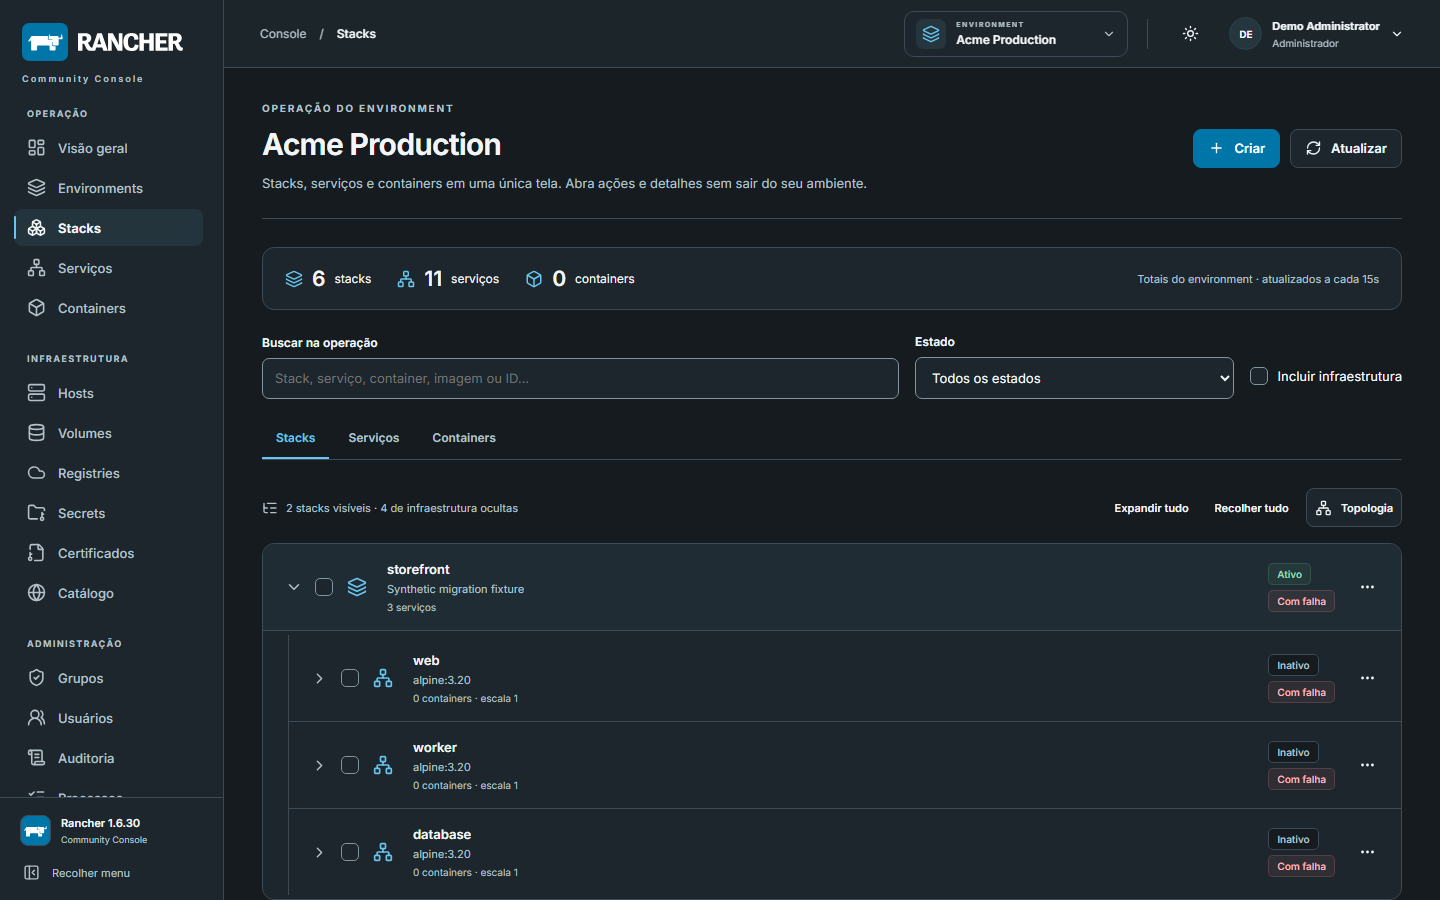 RANCHER
Community Console
OPERAÇÃO
Visão geral
Environments
Stacks
Serviços
Containers
INFRAESTRUTURA
Hosts
Volumes
Registries
Secrets
Certificados
Catálogo
ADMINISTRAÇÃO
Grupos
Usuários
Auditoria
Processos
Rancher 1.6.30
Community Console
Recolher menu
Console / Stacks
ENVIRONMENT
Acme Production
DE
Demo Administrator
Administrador
OPERAÇÃO DO ENVIRONMENT
Acme Production
Stacks, serviços e containers em uma única tela. Abra ações e detalhes sem sair do seu ambiente.
Criar
Atualizar
6 stacks
11 serviços
0 containers
Totais do environment · atualizados a cada 15s
Buscar na operação
Stack, serviço, container, imagem ou ID...
Estado
Todos os estados
Incluir infraestrutura
Stacks
Serviços
Containers
2 stacks visíveis · 4 de infraestrutura ocultas
Expandir tudo
Recolher tudo
Topologia
storefront
Synthetic migration fixture
3 serviços
Ativo
Com falha
web
alpine:3.20
0 containers · escala 1
Inativo
Com falha
worker
alpine:3.20
0 containers · escala 1
Inativo
Com falha
database
alpine:3.20
0 containers · escala 1
Inativo
Com falha